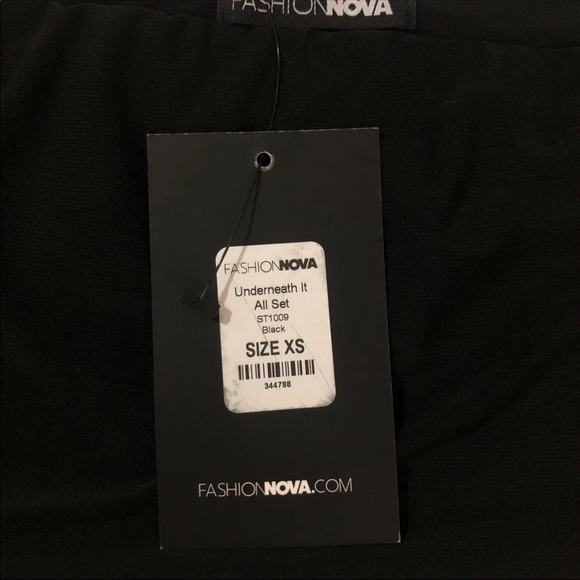 FASHIONNOVA
FASHIONNOVA
Underneath It
All Set
ST1009
Black
SIZE XS
344788
FASHIONNOVA.COM